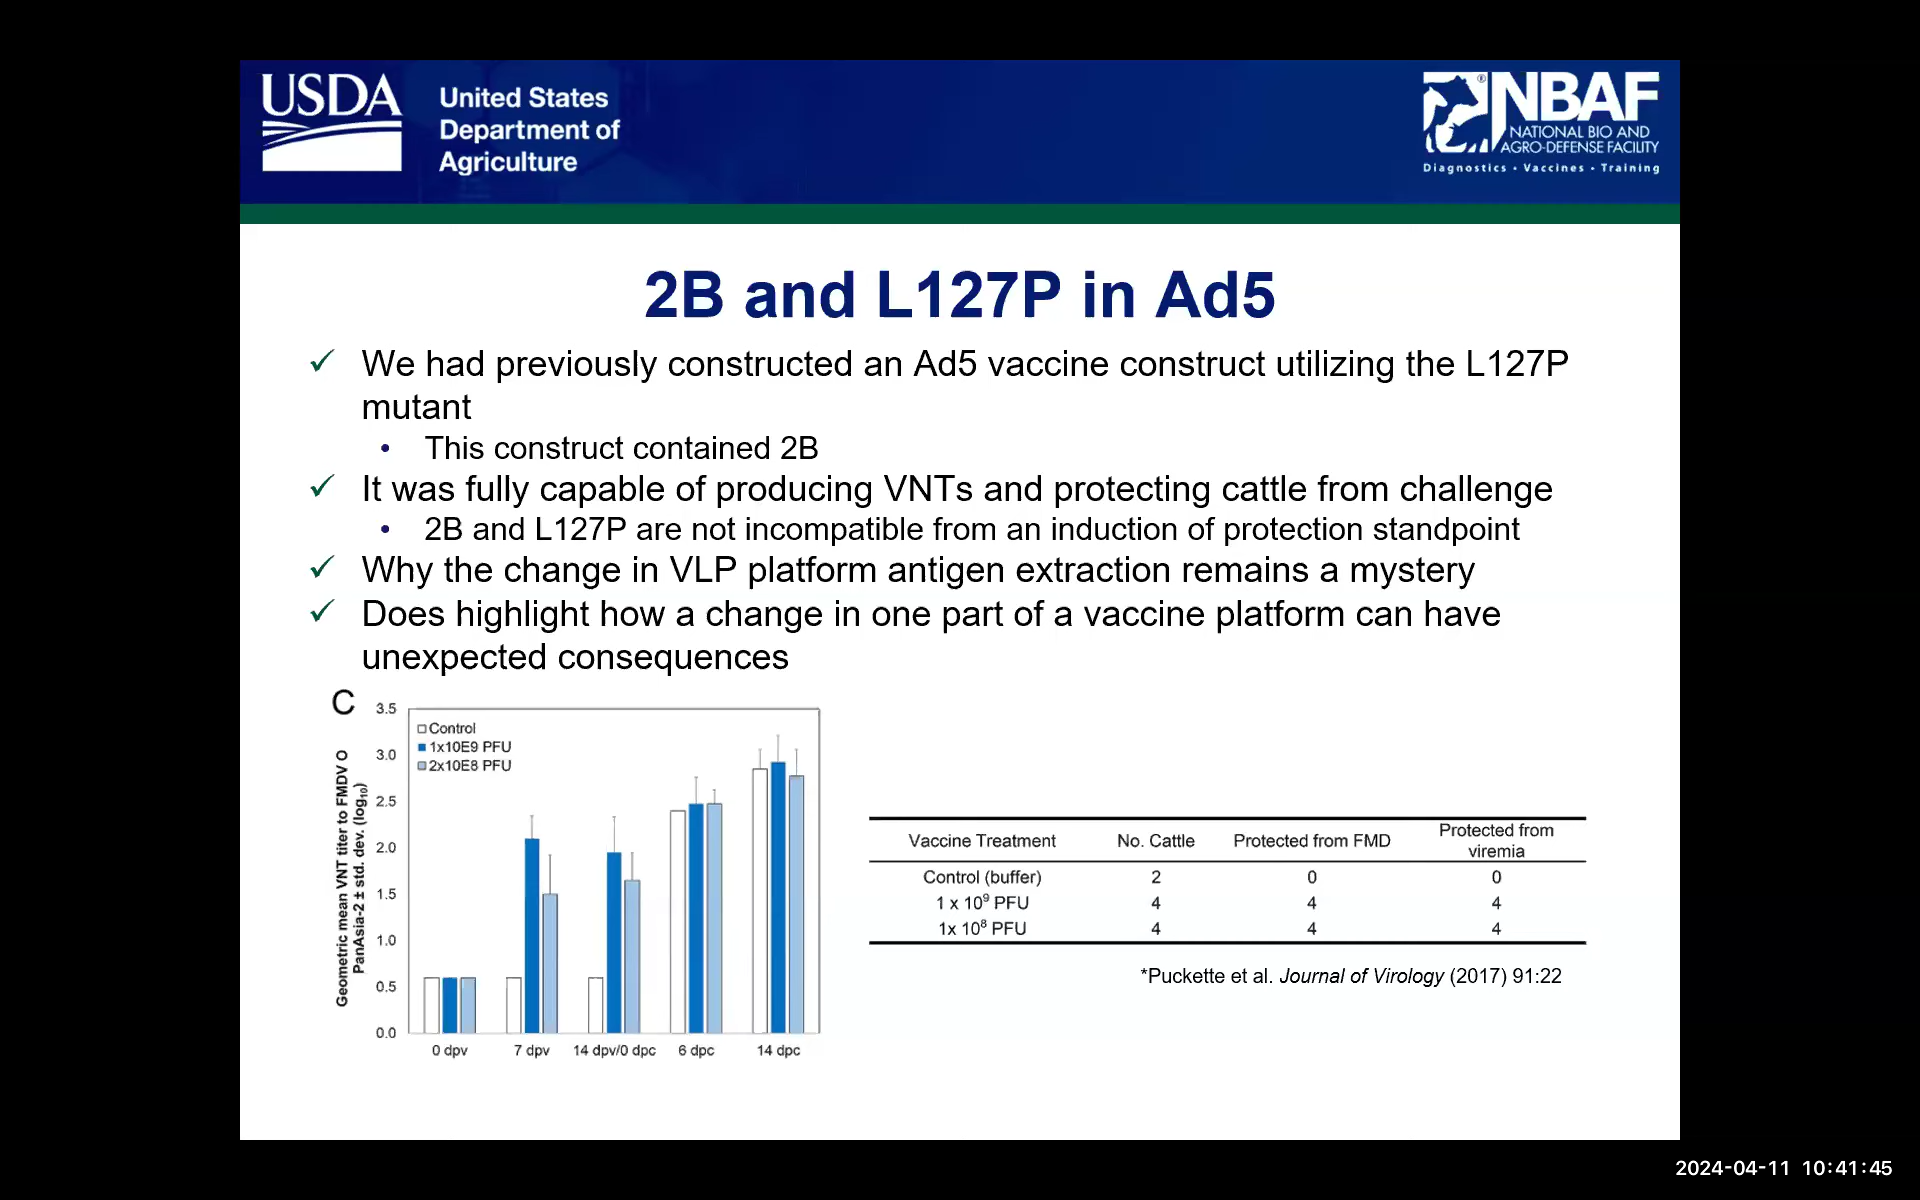 USDA
United States
Department of
Agriculture
®
NBAF
NATIONAL BIO AND
AGRO-DEFENSE FACILITY
Diagnostics • Vaccines • Training
2B and L127P in Ad5
✓ We had previously constructed an Ad5 vaccine construct utilizing the L127P
mutant
• This construct contained 2B
✓ It was fully capable of producing VNTs and protecting cattle from challenge
• 2B and L127P are not incompatible from an induction of protection standpoint
✓ Why the change in VLP platform antigen extraction remains a mystery
✓ Does highlight how a change in one part of a vaccine platform can have
unexpected consequences
C
Geometric mean VNT titer to FMDV O
PanAsia-2 ± std. dev. (log₁₀)
3.5
3.0
2.5
2.0
1.5
1.0
0.5
0.0
Control
1x10E9 PFU
2x10E8 PFU
0 dpv 7 dpv 14 dpv/0 dpc 6 dpc 14 dpc
Vaccine Treatment No. Cattle Protected from FMD Protected from
viremia
Control (buffer) 2 0 0
1 x 10⁹ PFU 4 4 4
1x 10⁸ PFU 4 4 4
*Puckette et al. Journal of Virology (2017) 91:22
2024-04-11 10:41:45